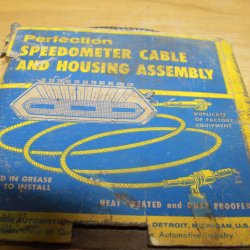 Perfection
SPEEDOMETER CABLE
AND HOUSING ASSEMBLY
DUPLICATE
OF FACTORY
EQUIPMENT
IN GREASE
TO INSTALL
HEAT TREATED and RUST PROOFED
AUTOMOTIVE
DETROIT, MICHIGAN, U.S.
Automotive Industry